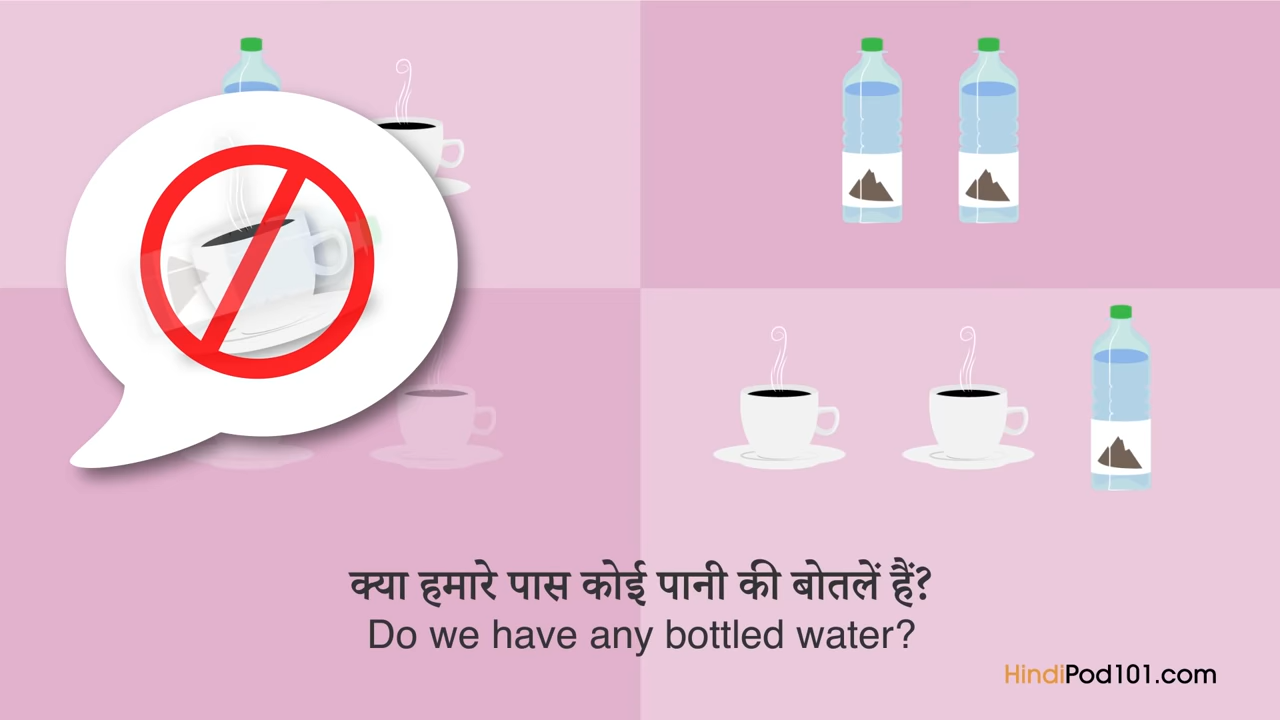 क्या हमारे पास कोई पानी की बोतलें हैं?
Do we have any bottled water?
HindiPod101.com